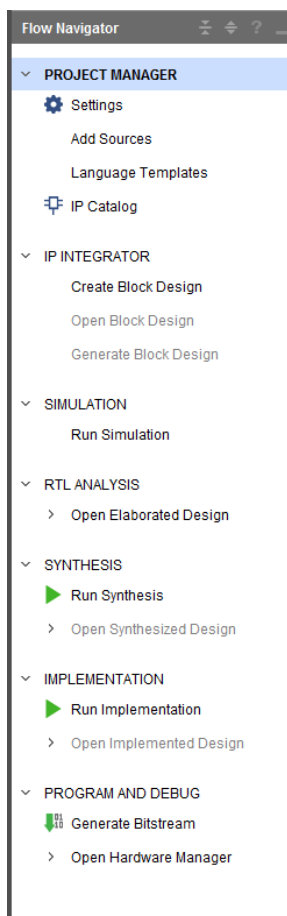 Flow Navigator ?
PROJECT MANAGER
Settings
Add Sources
Language Templates
IP Catalog
IP INTEGRATOR
Create Block Design
Open Block Design
Generate Block Design
SIMULATION
Run Simulation
RTL ANALYSIS
Open Elaborated Design
SYNTHESIS
Run Synthesis
Open Synthesized Design
IMPLEMENTATION
Run Implementation
Open Implemented Design
PROGRAM AND DEBUG
Generate Bitstream
Open Hardware Manager